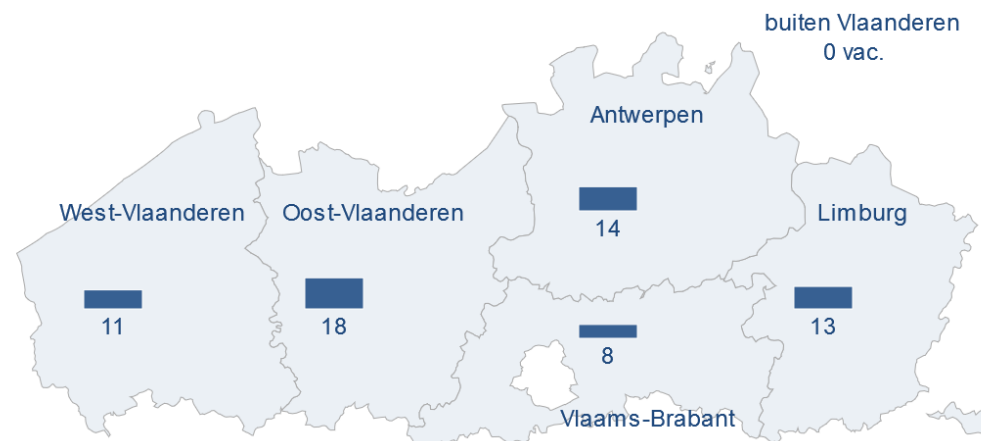 buiten Vlaanderen
0 vac.
Antwerpen
14
West-Vlaanderen
11
Oost-Vlaanderen
18
Limburg
13
8
Vlaams-Brabant